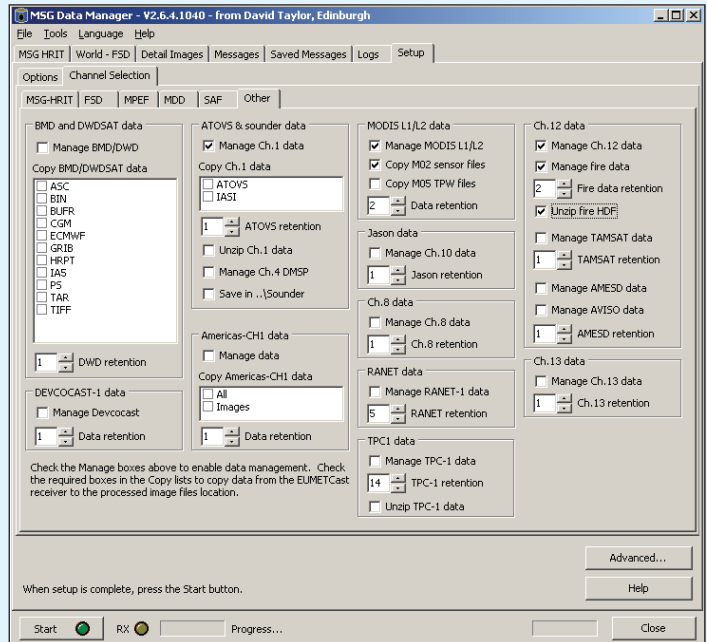 MSG Data Manager - V2.6.4.1040 - from David Taylor, Edinburgh
File Tools Language Help
MSG HRIT World - FSD Detail Images Messages Saved Messages Logs Setup
Options Channel Selection
MSG-HRIT FSD MPEF MDD SAF Other
BMD and DWDSAT data
Manage BMD/DWD
Copy BMD/DWDSAT data
ASC
BIN
BUFR
CGM
ECMWF
GRIB
HRPT
IA5
PS
TAR
TIFF
1 DWD retention
DEVCOCAST-1 data
Manage Devcocast
1 Data retention
ATOVS & sounder data
Manage Ch.1 data
Copy Ch.1 data
ATOVS
IASI
1 ATOVS retention
Unzip Ch.1 data
Manage Ch.4 DMSP
Save in ..\Sounder
Americas-CH1 data
Manage data
Copy Americas-CH1 data
All
Images
1 Data retention
MODIS L1/L2 data
Manage MODIS L1/L2
Copy M02 sensor files
Copy M05 TPW files
2 Data retention
Jason data
Manage Ch.10 data
1 Jason retention
Ch.8 data
Manage Ch.8 data
1 Ch.8 retention
RANET data
Manage RANET-1 data
5 RANET retention
TPC1 data
Manage TPC-1 data
14 TPC-1 retention
Unzip TPC-1 data
Ch.12 data
Manage Ch.12 data
Manage fire data
2 Fire data retention
Unzip fire HDF
Manage TAMSAT data
1 TAMSAT retention
Manage AMESD data
Manage AVISO data
1 AMESD retention
Ch.13 data
Manage Ch.13 data
1 Ch.13 retention
Check the Manage boxes above to enable data management. Check
the required boxes in the Copy lists to copy data from the EUMETCast
receiver to the processed image files location.
Advanced...
When setup is complete, press the Start button.
Help
Start RX Progress... Close